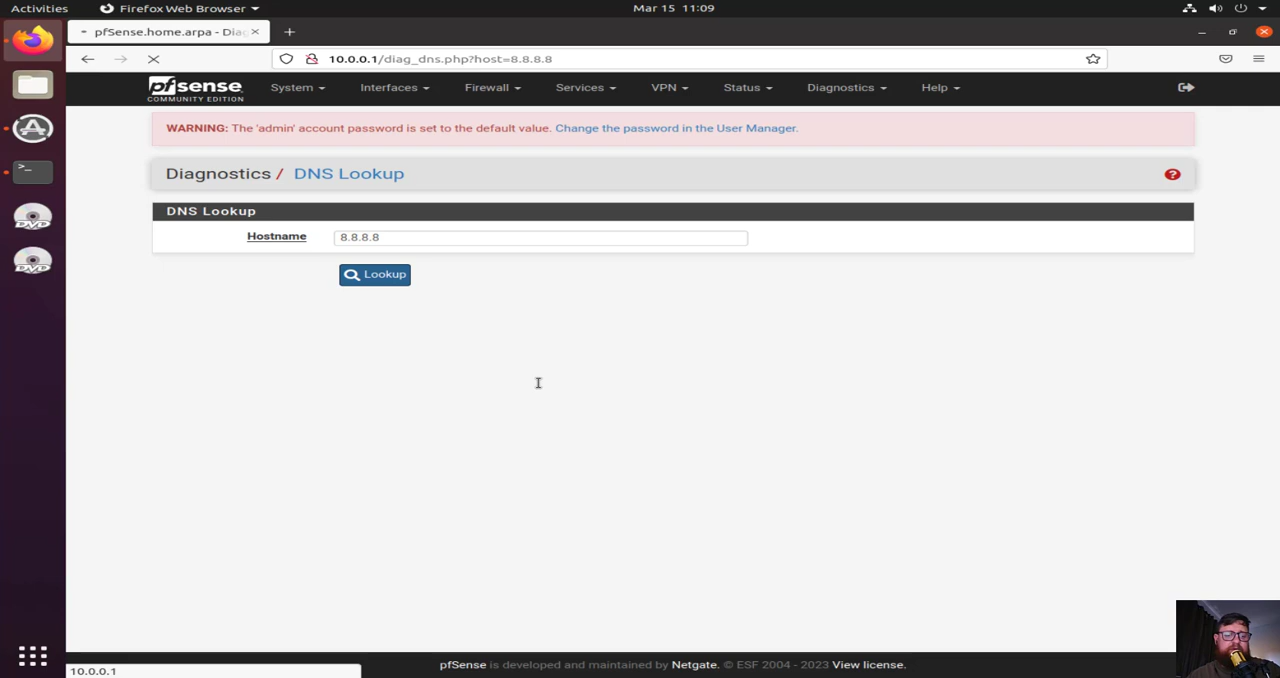 Activities
Firefox Web Browser
Mar 15 11:09
pfSense.home.arpa - Diag
10.0.0.1/diag_dns.php?host=8.8.8.8
pfsense
COMMUNITY EDITION
System
Interfaces
Firewall
Services
VPN
Status
Diagnostics
Help
WARNING: The 'admin' account password is set to the default value. Change the password in the User Manager.
Diagnostics / DNS Lookup
DNS Lookup
Hostname
8.8.8.8
Lookup
DVD
DVD
pfSense is developed and maintained by Netgate. © ESF 2004 - 2023 View license.
10.0.0.1